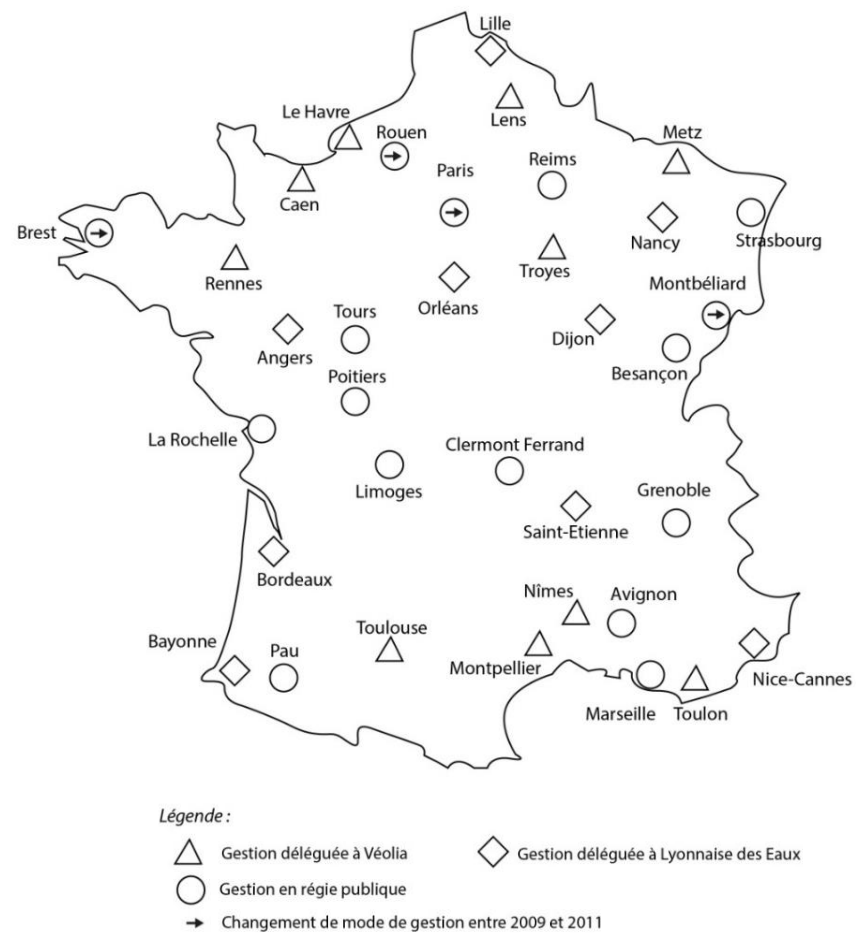 Lille
Le Havre
Lens
Rouen
Metz
Paris
Reims
Caen
Brest
Nancy
Strasbourg
Rennes
Troyes
Montbéliard
Orléans
Tours
Angers
Dijon
Poitiers
Besançon
La Rochelle
Clermont Ferrand
Limoges
Grenoble
Saint-Etienne
Bordeaux
Nîmes
Avignon
Bayonne
Pau
Toulouse
Montpellier
Nice-Cannes
Marseille
Toulon
Légende :
Gestion déléguée à Véolia
Gestion déléguée à Lyonnaise des Eaux
Gestion en régie publique
Changement de mode de gestion entre 2009 et 2011